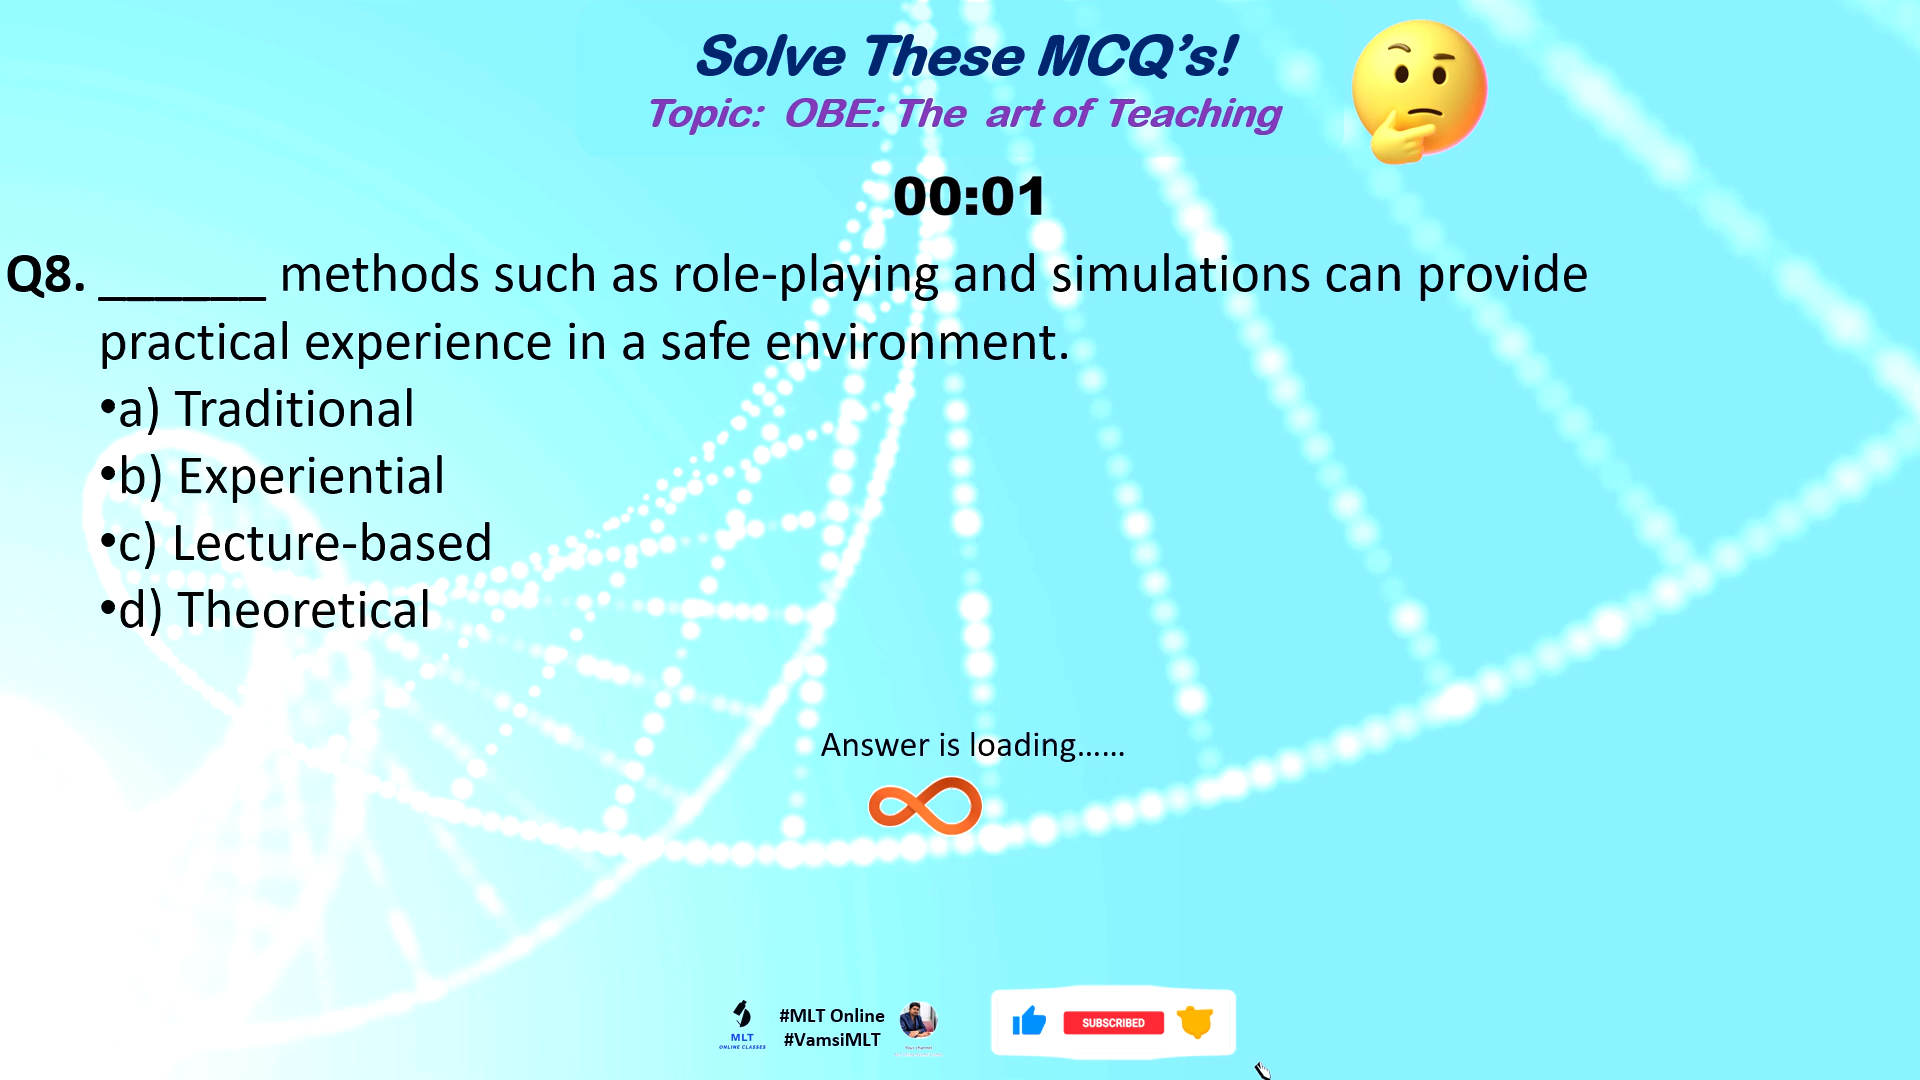 Solve These MCQ’s!
Topic: OBE: The art of Teaching
00:01
Q8. ______ methods such as role-playing and simulations can provide
practical experience in a safe environment.
•a) Traditional
•b) Experiential
•c) Lecture-based
•d) Theoretical
Answer is loading......
#MLT Online
#VamsiMLT
MLT
ONLINE CLASSES
SUBSCRIBED